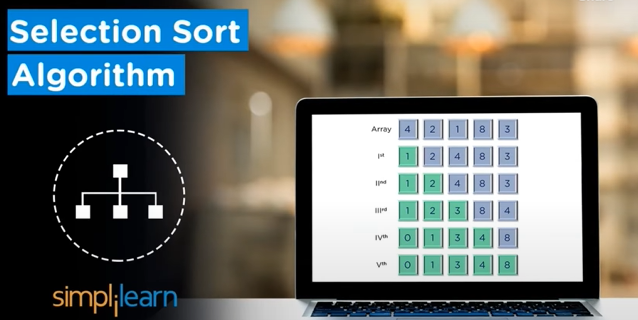 Selection Sort
Algorithm
Array 4 2 1 8 3
Iˢᵗ 1 2 4 8 3
IIⁿᵈ 1 2 4 8 3
IIIʳᵈ 1 2 3 8 4
IVᵗʰ 0 1 3 4 8
Vᵗʰ 0 1 3 4 8
simplilearn